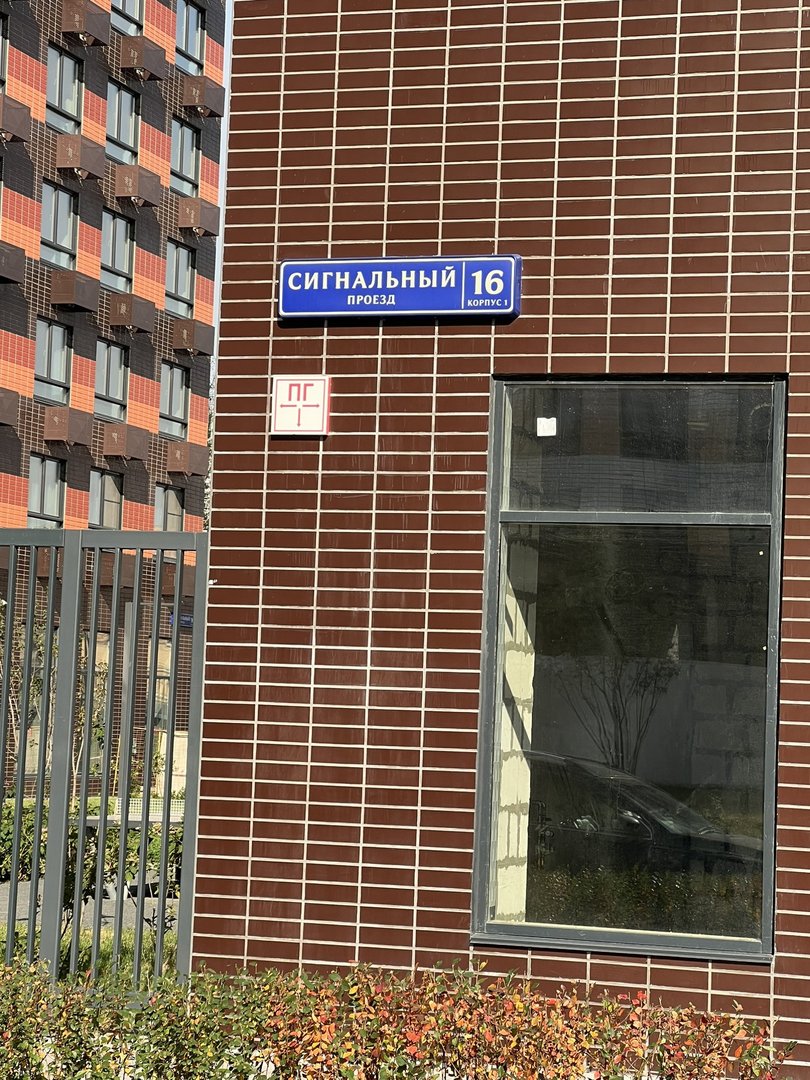 СИГНАЛЬНЫЙ
ПРОЕЗД
16
КОРПУС 1
ПГ